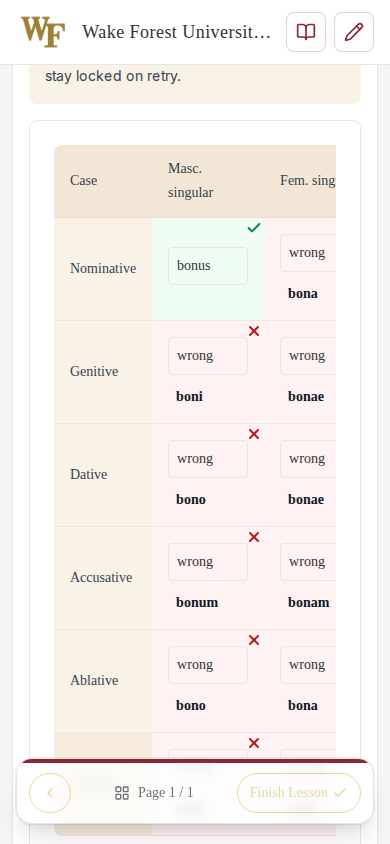 WF Wake Forest Universit…
stay locked on retry.
Case Masc. singular Fem. sing
Nominative bonus wrong
bona
Genitive wrong wrong
boni bonae
Dative wrong wrong
bono bonae
Accusative wrong wrong
bonum bonam
Ablative wrong wrong
bono bona
Page 1 / 1 Finish Lesson